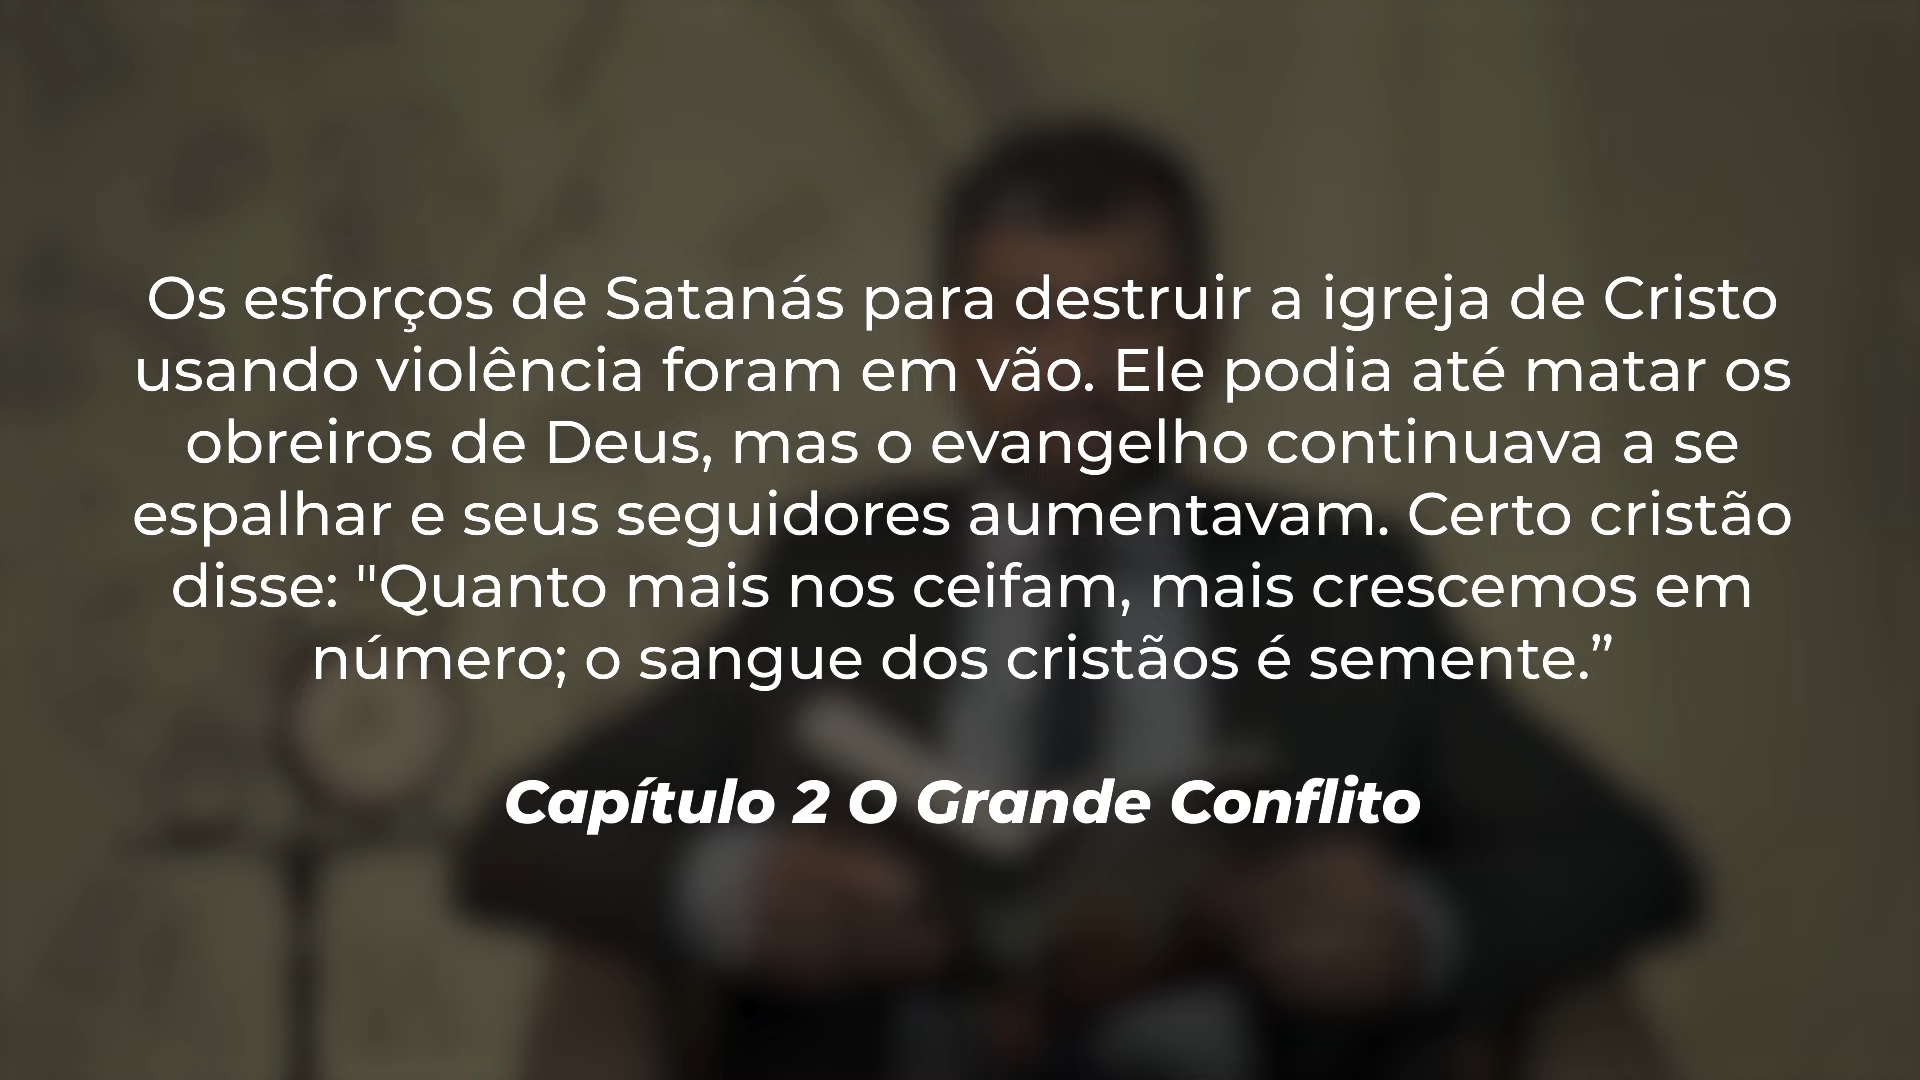 Os esforços de Satanás para destruir a igreja de Cristo
usando violência foram em vão. Ele podia até matar os
obreiros de Deus, mas o evangelho continuava a se
espalhar e seus seguidores aumentavam. Certo cristão
disse: "Quanto mais nos ceifam, mais crescemos em
número; o sangue dos cristãos é semente.”
Capítulo 2 O Grande Conflito